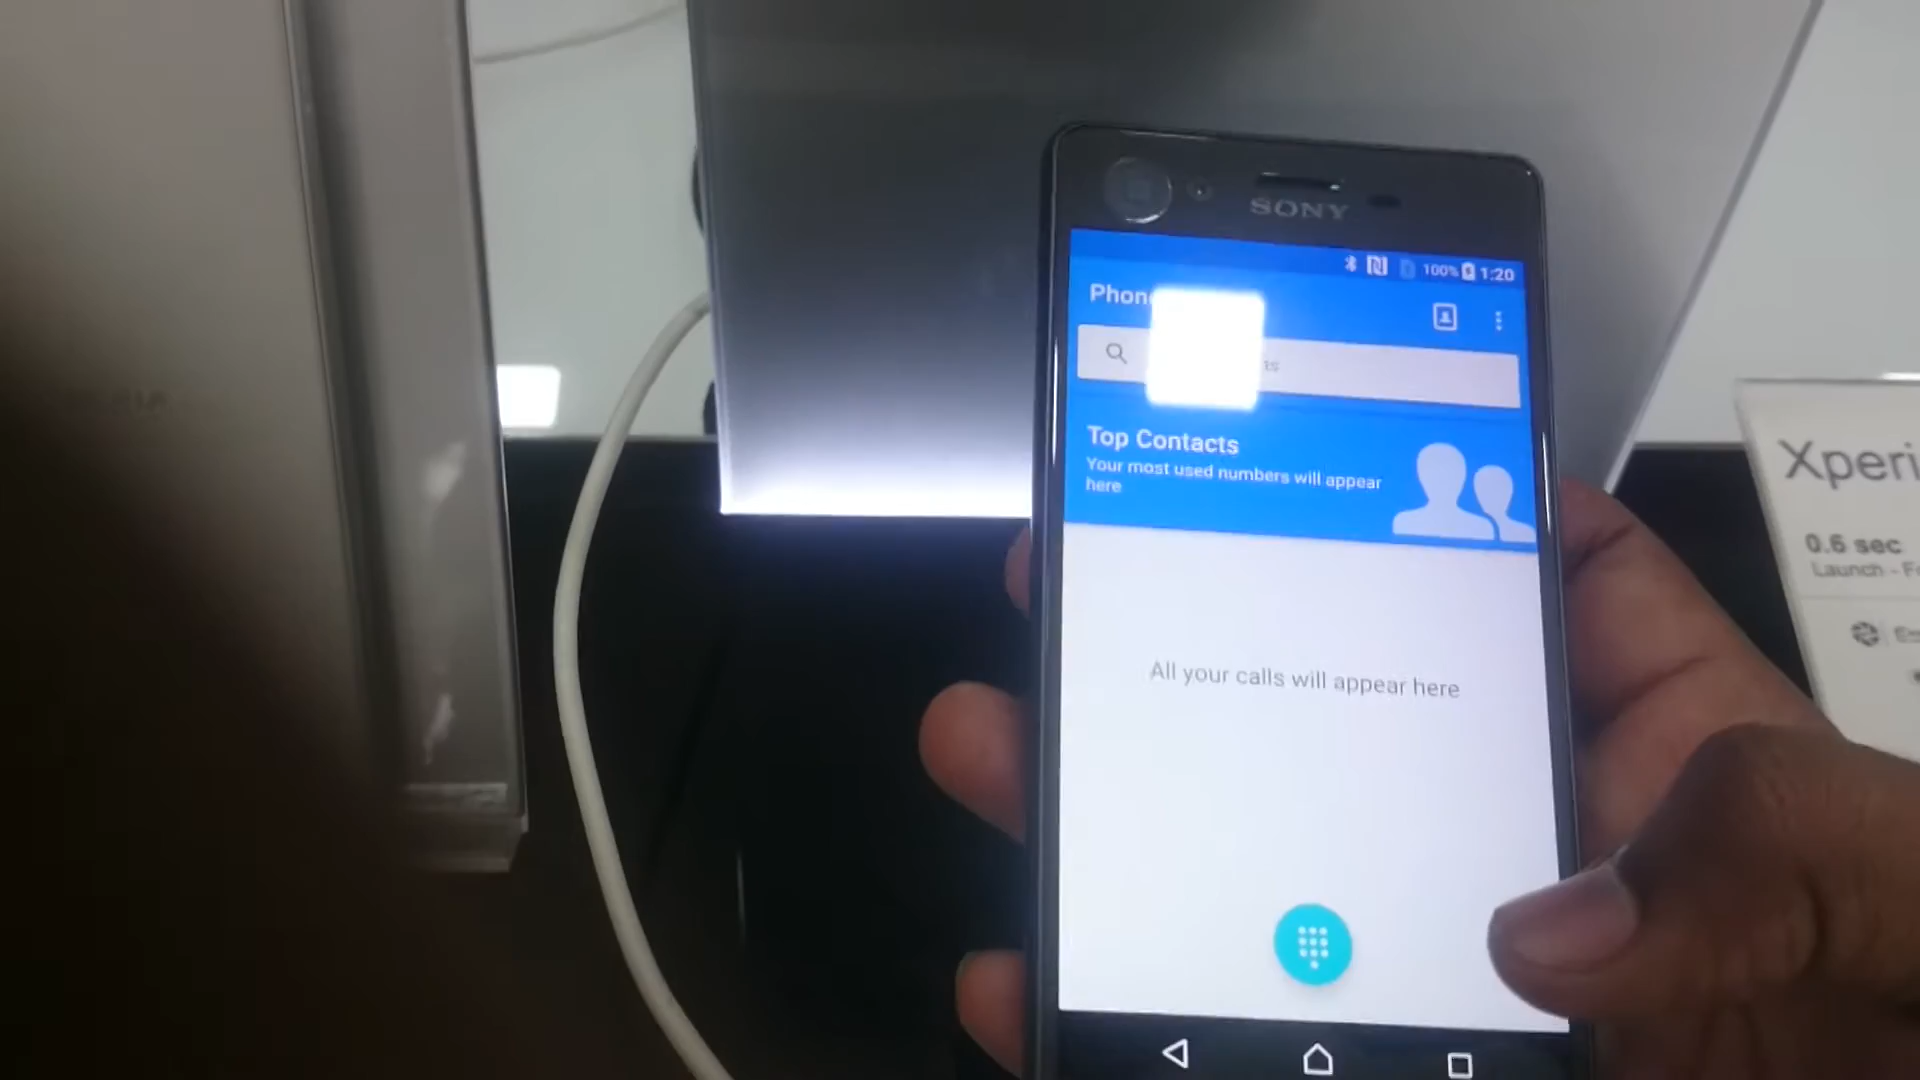 SONY
100% 1:20
Phone
Top Contacts
Your most used numbers will appear
here
All your calls will appear here
Xperi
0.6 sec
Launch - F